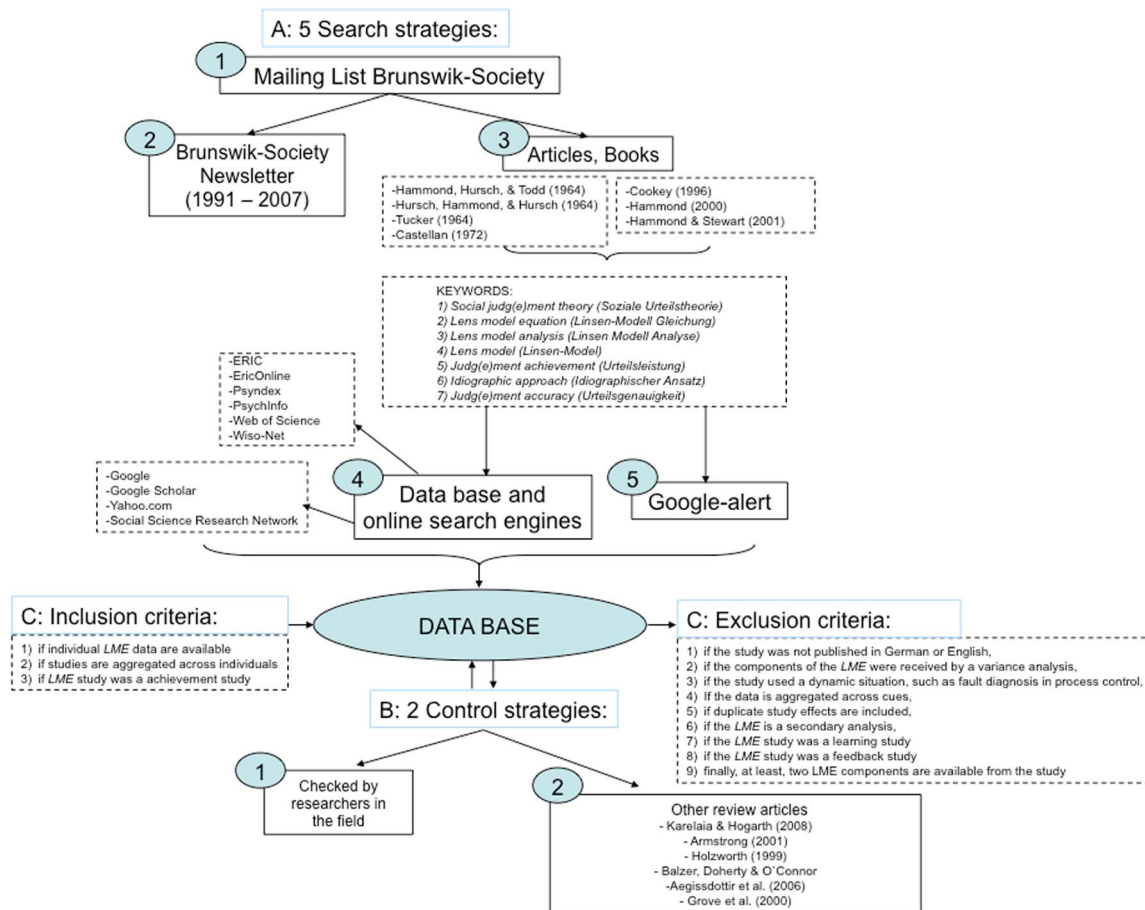 A: 5 Search strategies:
1
Mailing List Brunswik-Society
2
Brunswik-Society
Newsletter
(1991 – 2007)
3
Articles, Books
-Hammond, Hursch, & Todd (1964)
-Hursch, Hammond, & Hursch (1964)
-Tucker (1964)
-Castellan (1972)
-Cookey (1996)
-Hammond (2000)
-Hammond & Stewart (2001)
KEYWORDS:
1) Social judg(e)ment theory (Soziale Urteilstheorie)
2) Lens model equation (Linsen-Modell Gleichung)
3) Lens model analysis (Linsen Modell Analyse)
4) Lens model (Linsen-Model)
5) Judg(e)ment achievement (Urteilsleistung)
6) Idiographic approach (Idiographischer Ansatz)
7) Judg(e)ment accuracy (Urteilsgenauigkeit)
-ERIC
-EricOnline
-Psyndex
-PsychInfo
-Web of Science
-Wiso-Net
-Google
-Google Scholar
-Yahoo.com
-Social Science Research Network
4
Data base and
online search engines
5
Google-alert
DATA BASE
C: Inclusion criteria:
1) if individual LME data are available
2) if studies are aggregated across individuals
3) if LME study was a achievement study
C: Exclusion criteria:
1) if the study was not published in German or English,
2) if the components of the LME were received by a variance analysis,
3) if the study used a dynamic situation, such as fault diagnosis in process control,
4) If the data is aggregated across cues,
5) if duplicate study effects are included,
6) if the LME is a secondary analysis,
7) if the LME study was a learning study
8) if the LME study was a feedback study
9) finally, at least, two LME components are available from the study
B: 2 Control strategies:
1
Checked by
researchers in
the field
2
Other review articles
- Karelaia & Hogarth (2008)
- Armstrong (2001)
- Holzworth (1999)
- Balzer, Doherty & O`Connor
-Aegissdottir et al. (2006)
- Grove et al. (2000)